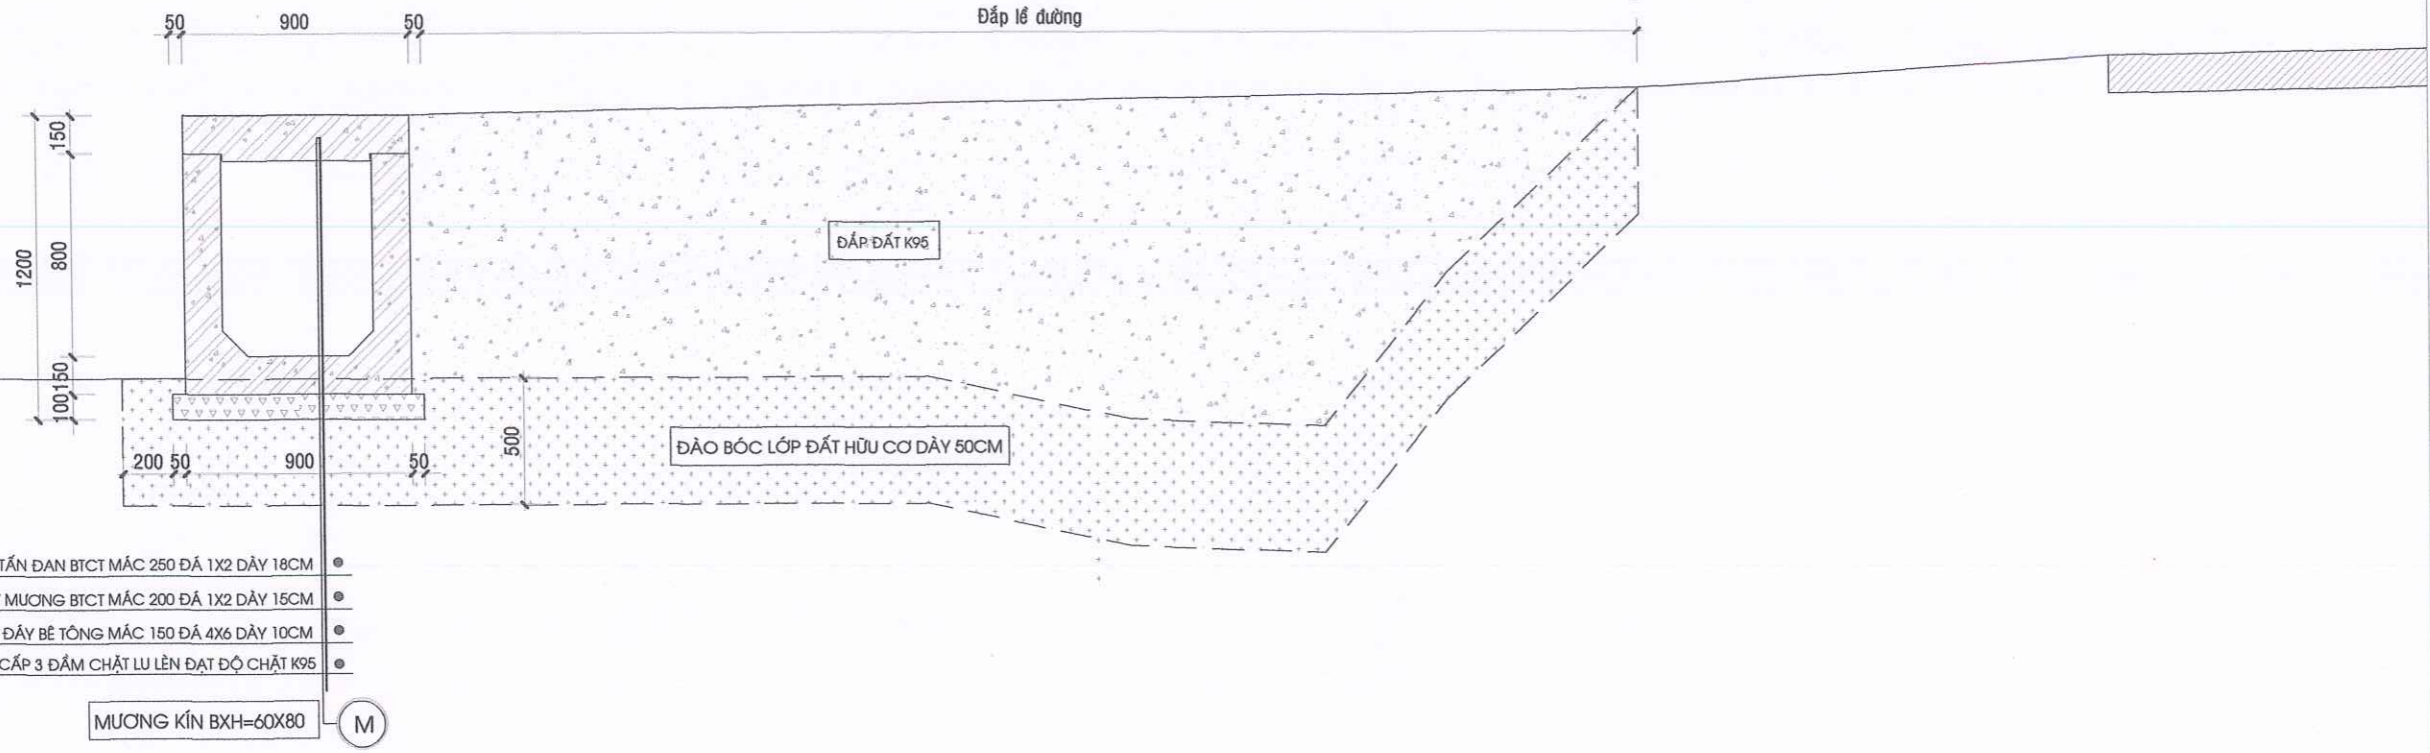 50 900 50 Đắp lề đường
150
1200 800
ĐẮP ĐẤT K95
150
100
500
ĐÀO BÓC LỚP ĐẤT HỮU CƠ DÀY 50CM
200 50 900 50
TẤN ĐAN BTCT MÁC 250 ĐÁ 1X2 DÀY 18CM
MƯƠNG BTCT MÁC 200 ĐÁ 1X2 DÀY 15CM
ĐÁY BÊ TÔNG MÁC 150 ĐÁ 4X6 DÀY 10CM
CẤP 3 ĐẦM CHẶT LU LÈN ĐẠT ĐỘ CHẶT K95
MƯƠNG KÍN BXH=60X80 M